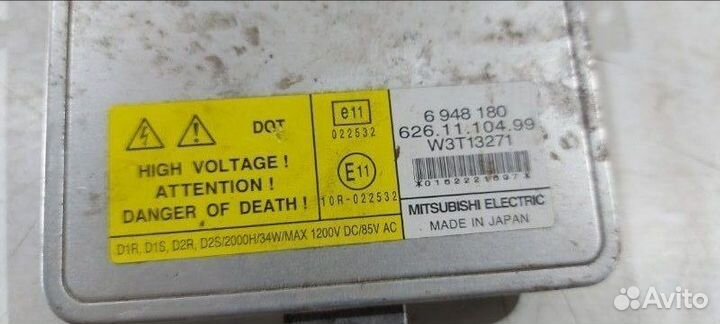 DOT
HIGH VOLTAGE!
ATTENTION!
DANGER OF DEATH!
e11
022532
E11
10R-022532
D1R, D1S, D2R, D2S/2000H/34W/MAX 1200V DC/85V AC
6 948 180
626.11.104.99
W3T13271
MITSUBISHI ELECTRIC
MADE IN JAPAN
Avito